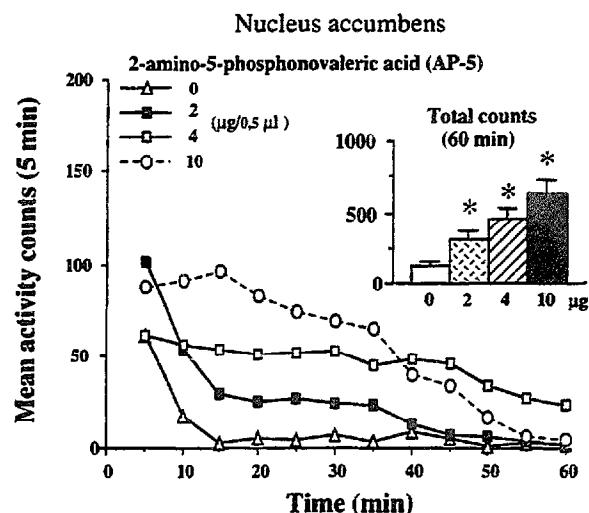 Nucleus accumbens
2-amino-5-phosphonovaleric acid (AP-5)
0
2
4
10
(µg/0,5 µl )
Total counts
(60 min)
1000
500
0
*
*
*
0 2 4 10 µg
Mean activity counts (5 min)
200
150
100
50
0
0 10 20 30 40 50 60
Time (min)